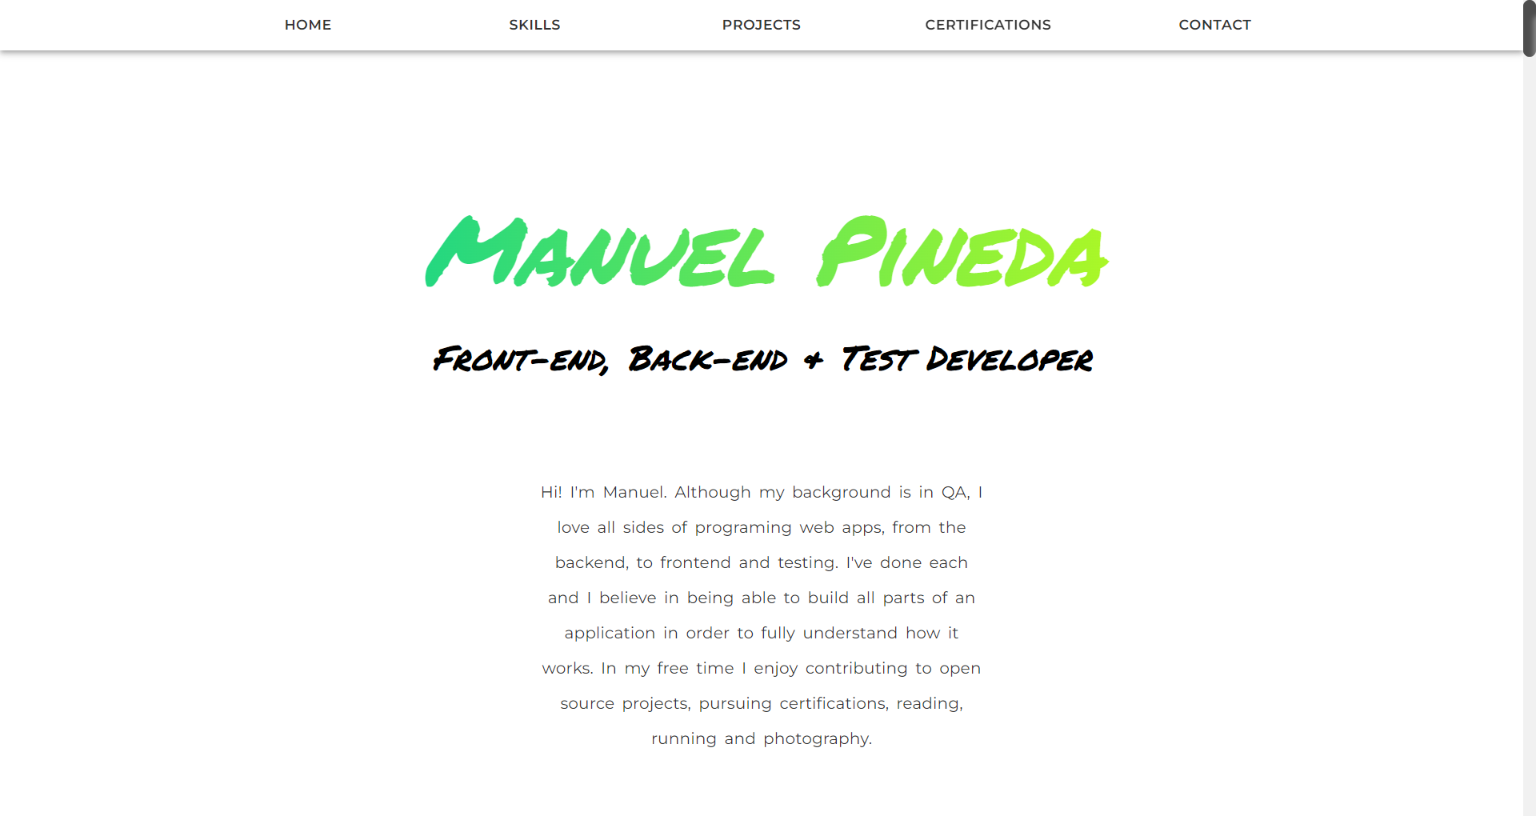 HOME SKILLS PROJECTS CERTIFICATIONS CONTACT
Manuel Pineda
Front-end, Back-end & Test Developer
Hi! I'm Manuel. Although my background is in QA, I
love all sides of programing web apps, from the
backend, to frontend and testing. I've done each
and I believe in being able to build all parts of an
application in order to fully understand how it
works. In my free time I enjoy contributing to open
source projects, pursuing certifications, reading,
running and photography.